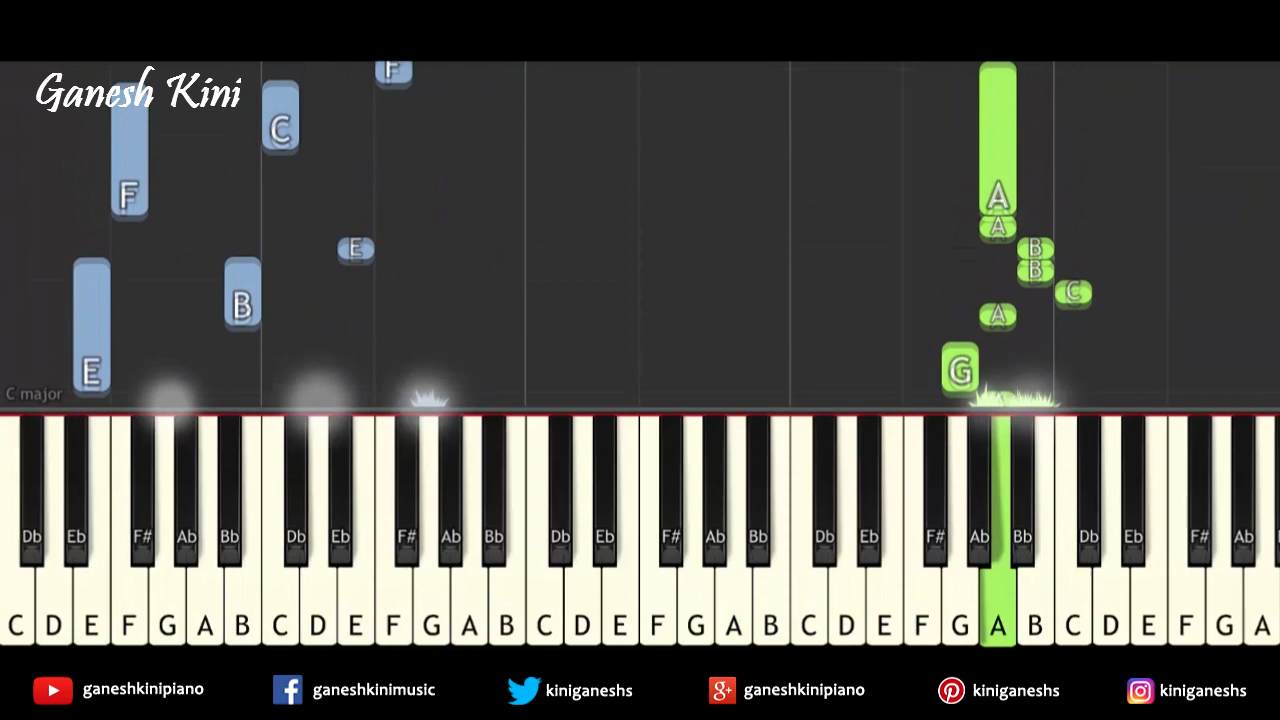 F
Ganesh Kini
C
F
A
A
B
E
B
C
B
A
E
G
C major
Db Eb F# Ab Bb Db Eb F# Ab Bb Db Eb F# Ab Bb Db Eb F# Ab Bb Db Eb F# Ab
C D E F G A B C D E F G A B C D E F G A B C D E F G A B C D E F G A
ganeshkinipiano ganeshkinimusic kiniganeshs ganeshkinipiano kiniganeshs kiniganeshs